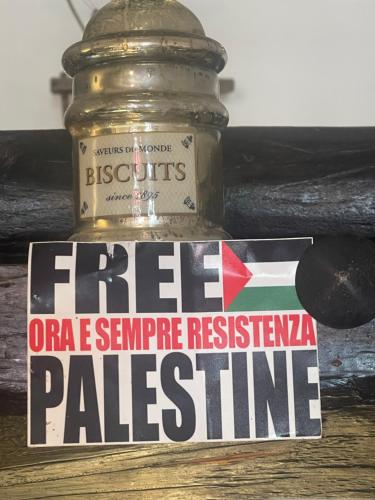 SAVEURS DU MONDE
BISCUITS
since 1895
FREE
ORA E SEMPRE RESISTENZA
PALESTINE